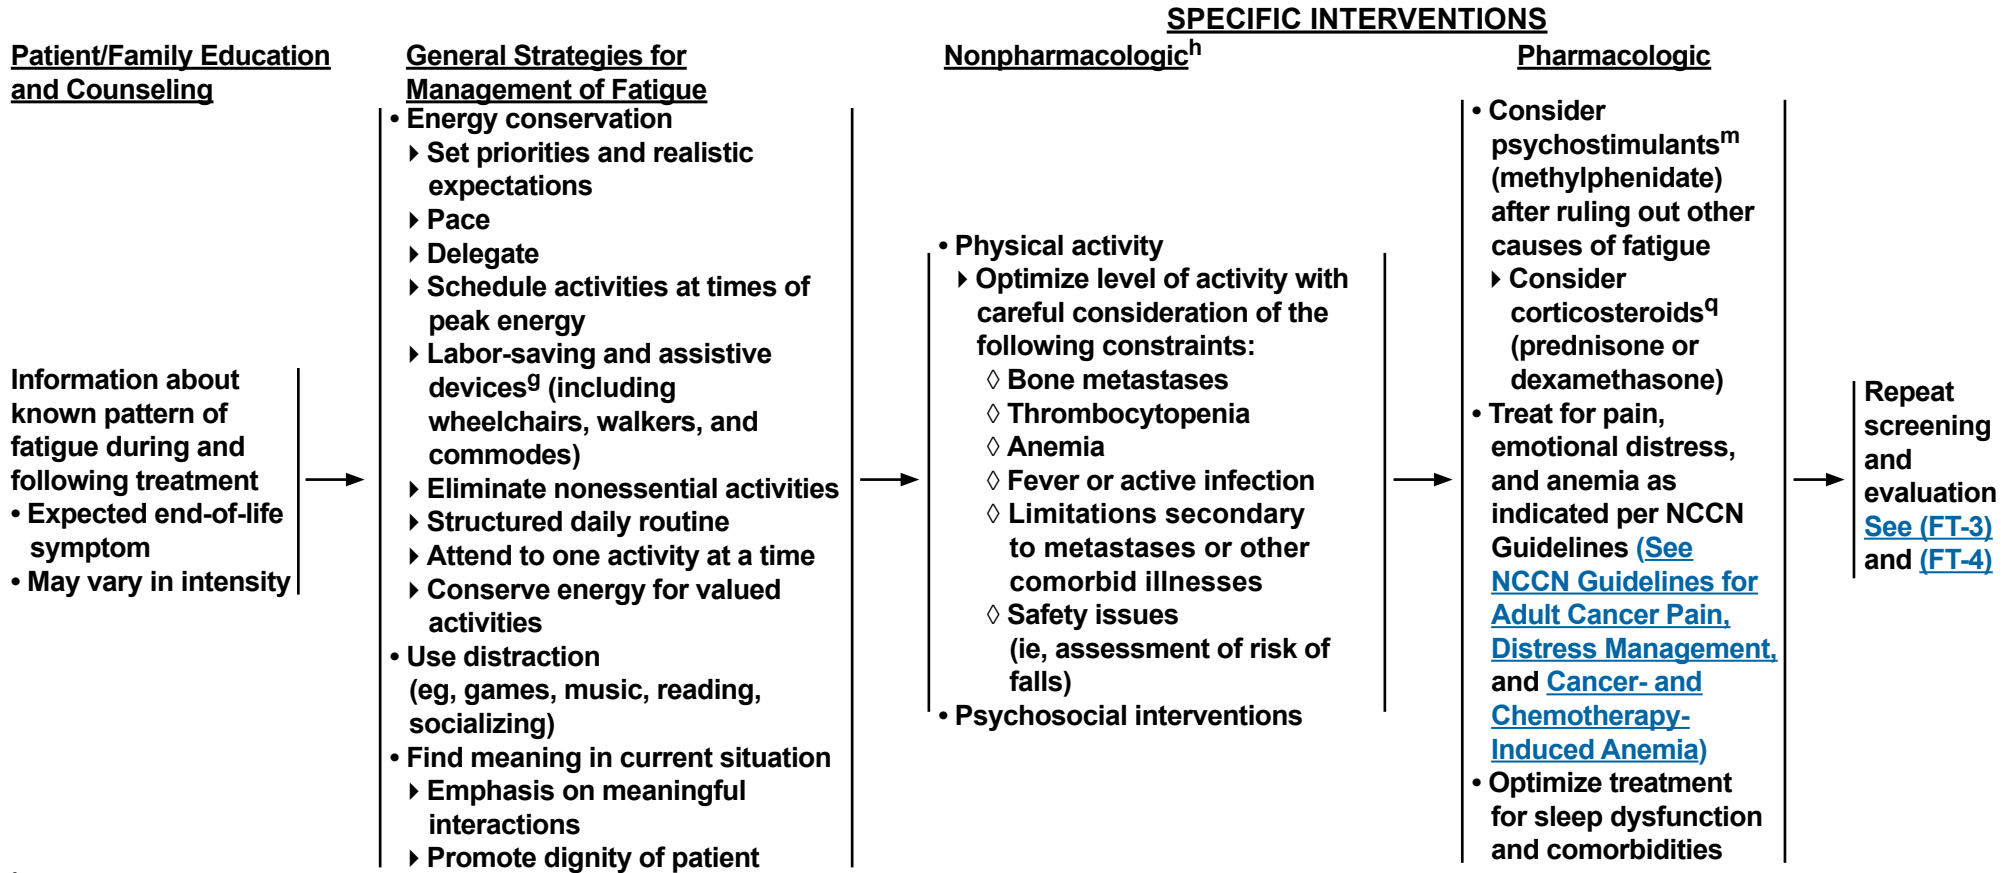 SPECIFIC INTERVENTIONS
Patient/Family Education
and Counseling
Information about
known pattern of
fatigue during and
following treatment
• Expected end-of-life
symptom
• May vary in intensity
General Strategies for
Management of Fatigue
• Energy conservation
▸ Set priorities and realistic
expectations
▸ Pace
▸ Delegate
▸ Schedule activities at times of
peak energy
▸ Labor-saving and assistive
devicesᵍ (including
wheelchairs, walkers, and
commodes)
▸ Eliminate nonessential activities
▸ Structured daily routine
▸ Attend to one activity at a time
▸ Conserve energy for valued
activities
• Use distraction
(eg, games, music, reading,
socializing)
• Find meaning in current situation
▸ Emphasis on meaningful
interactions
▸ Promote dignity of patient
Nonpharmacologicʰ
• Physical activity
▸ Optimize level of activity with
careful consideration of the
following constraints:
◊ Bone metastases
◊ Thrombocytopenia
◊ Anemia
◊ Fever or active infection
◊ Limitations secondary
to metastases or other
comorbid illnesses
◊ Safety issues
(ie, assessment of risk of
falls)
• Psychosocial interventions
Pharmacologic
• Consider
psychostimulantsᵐ
(methylphenidate)
after ruling out other
causes of fatigue
▸ Consider
corticosteroids^q
(prednisone or
dexamethasone)
• Treat for pain,
emotional distress,
and anemia as
indicated per NCCN
Guidelines (See
NCCN Guidelines for
Adult Cancer Pain,
Distress Management,
and Cancer- and
Chemotherapy-
Induced Anemia)
• Optimize treatment
for sleep dysfunction
and comorbidities
Repeat
screening
and
evaluation
See (FT-3)
and (FT-4)